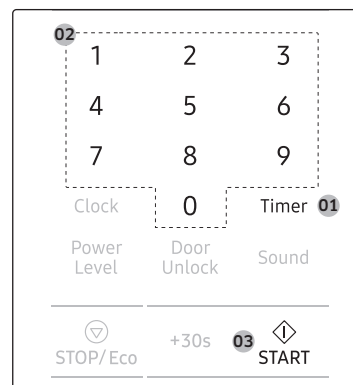 02
1 2 3
4 5 6
7 8 9
Clock 0 Timer 01
Power Level Door Unlock Sound
STOP/Eco +30s 03 START